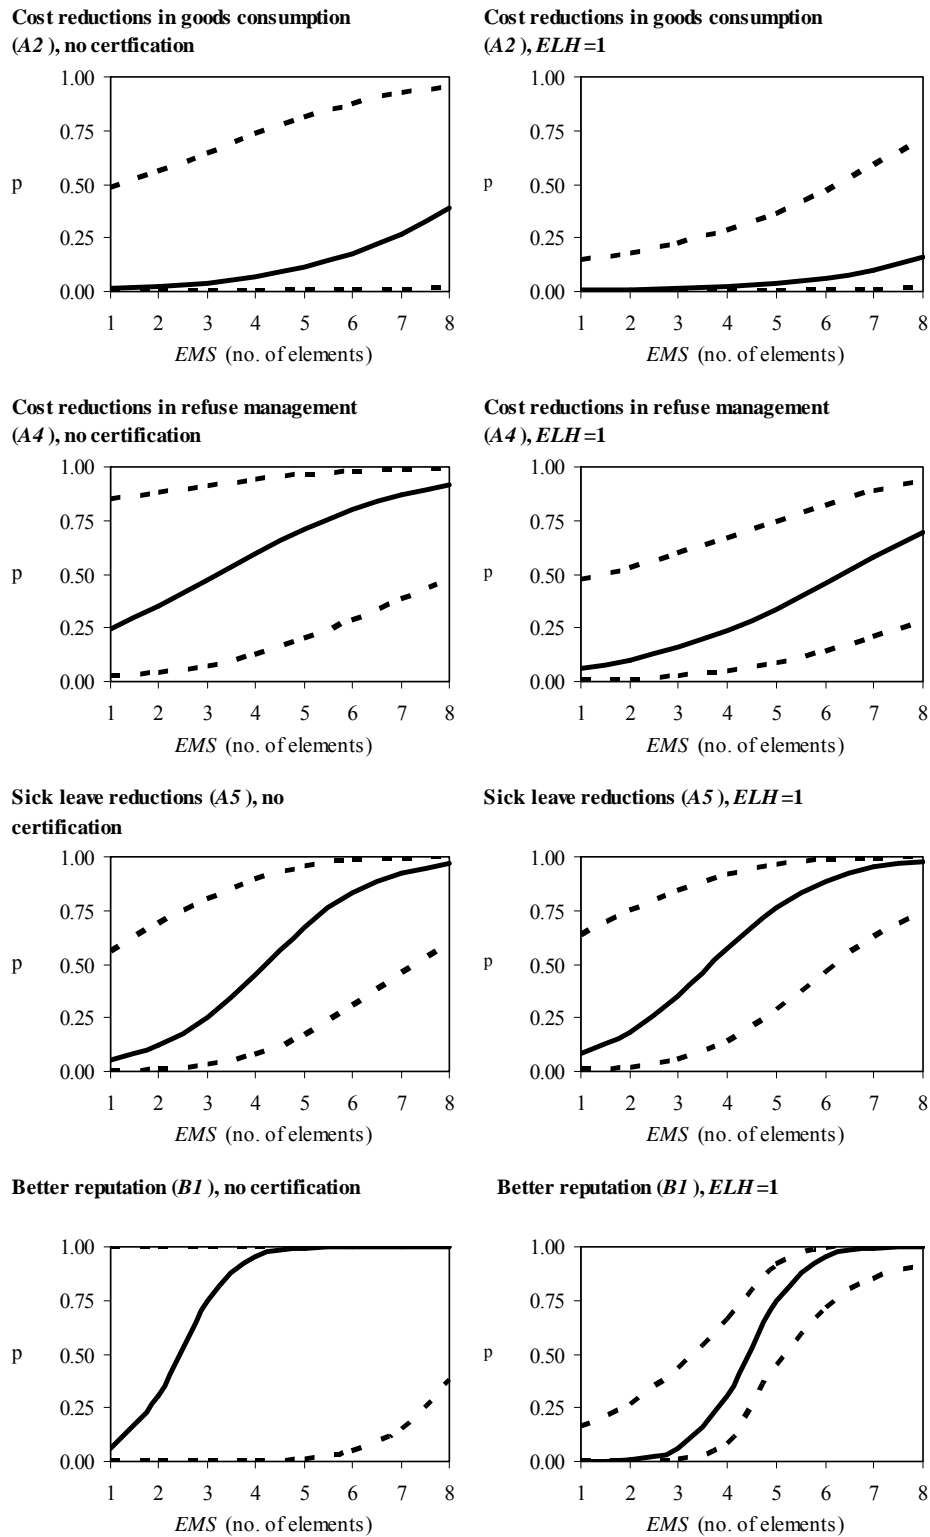 Cost reductions in goods consumption
(A2 ), no certfication
1.00
0.75
p
0.50
0.25
0.00
1 2 3 4 5 6 7 8
EMS (no. of elements)
Cost reductions in goods consumption
(A2 ), ELH =1
1.00
0.75
p
0.50
0.25
0.00
1 2 3 4 5 6 7 8
EMS (no. of elements)
Cost reductions in refuse management
(A4 ), no certification
1.00
0.75
p
0.50
0.25
0.00
1 2 3 4 5 6 7 8
EMS (no. of elements)
Cost reductions in refuse management
(A4 ), ELH =1
1.00
0.75
p
0.50
0.25
0.00
1 2 3 4 5 6 7 8
EMS (no. of elements)
Sick leave reductions (A5 ), no
certification
1.00
0.75
p
0.50
0.25
0.00
1 2 3 4 5 6 7 8
EMS (no. of elements)
Sick leave reductions (A5 ), ELH =1
1.00
0.75
p
0.50
0.25
0.00
1 2 3 4 5 6 7 8
EMS (no. of elements)
Better reputation (B1 ), no certification
1.00
0.75
p
0.50
0.25
0.00
1 2 3 4 5 6 7 8
EMS (no. of elements)
Better reputation (B1 ), ELH =1
1.00
0.75
p
0.50
0.25
0.00
1 2 3 4 5 6 7 8
EMS (no. of elements)